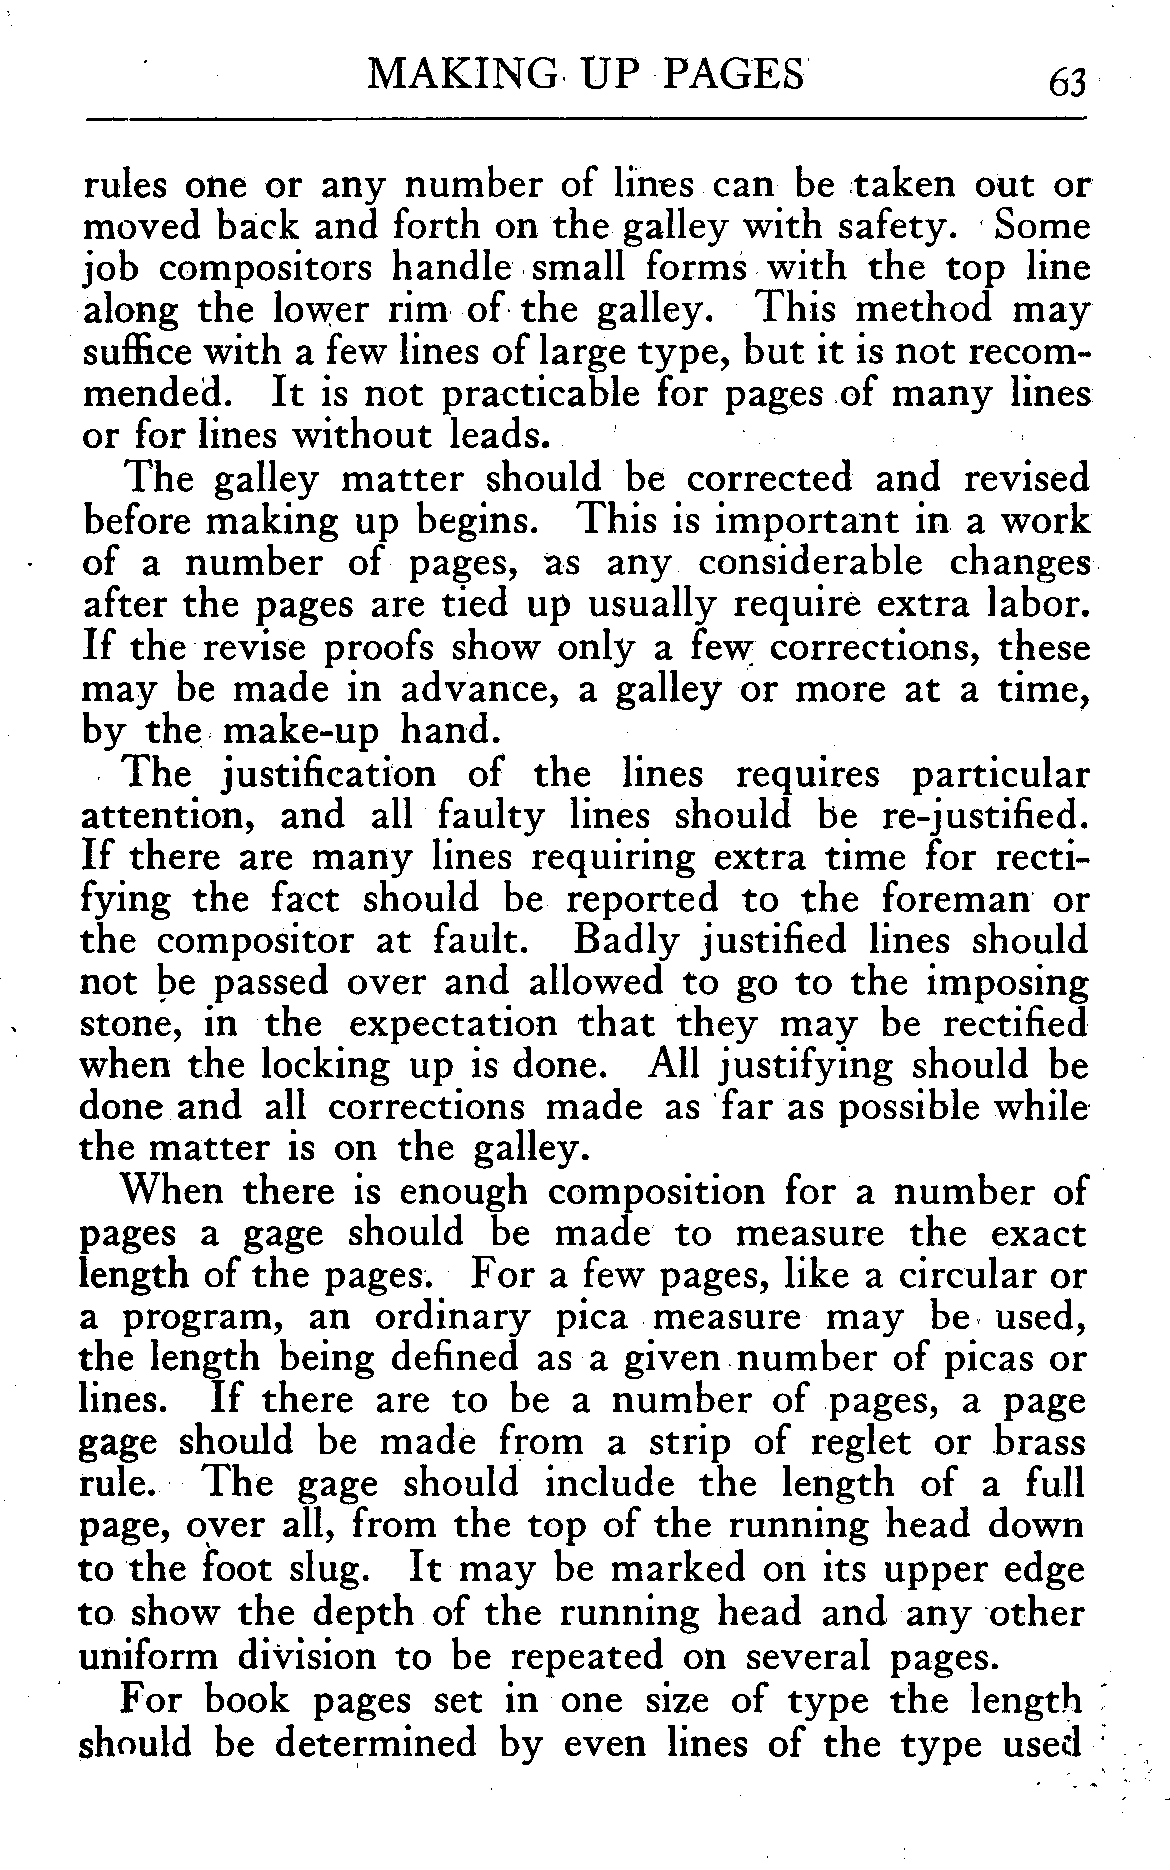 MAKING UP PAGES 63
rules one or any number of lines can be taken out or
moved back and forth on the galley with safety. Some
job compositors handle small forms with the top line
along the lower rim of the galley. This method may
suffice with a few lines of large type, but it is not recom-
mended. It is not practicable for pages of many lines
or for lines without leads.
The galley matter should be corrected and revised
before making up begins. This is important in a work
of a number of pages, as any considerable changes
after the pages are tied up usually require extra labor.
If the revise proofs show only a few corrections, these
may be made in advance, a galley or more at a time,
by the make-up hand.
The justification of the lines requires particular
attention, and all faulty lines should be re-justified.
If there are many lines requiring extra time for recti-
fying the fact should be reported to the foreman or
the compositor at fault. Badly justified lines should
not be passed over and allowed to go to the imposing
stone, in the expectation that they may be rectified
when the locking up is done. All justifying should be
done and all corrections made as far as possible while
the matter is on the galley.
When there is enough composition for a number of
pages a gage should be made to measure the exact
length of the pages. For a few pages, like a circular or
a program, an ordinary pica measure may be used,
the length being defined as a given number of picas or
lines. If there are to be a number of pages, a page
gage should be made from a strip of reglet or brass
rule. The gage should include the length of a full
page, over all, from the top of the running head down
to the foot slug. It may be marked on its upper edge
to show the depth of the running head and any other
uniform division to be repeated on several pages.
For book pages set in one size of type the length
should be determined by even lines of the type used